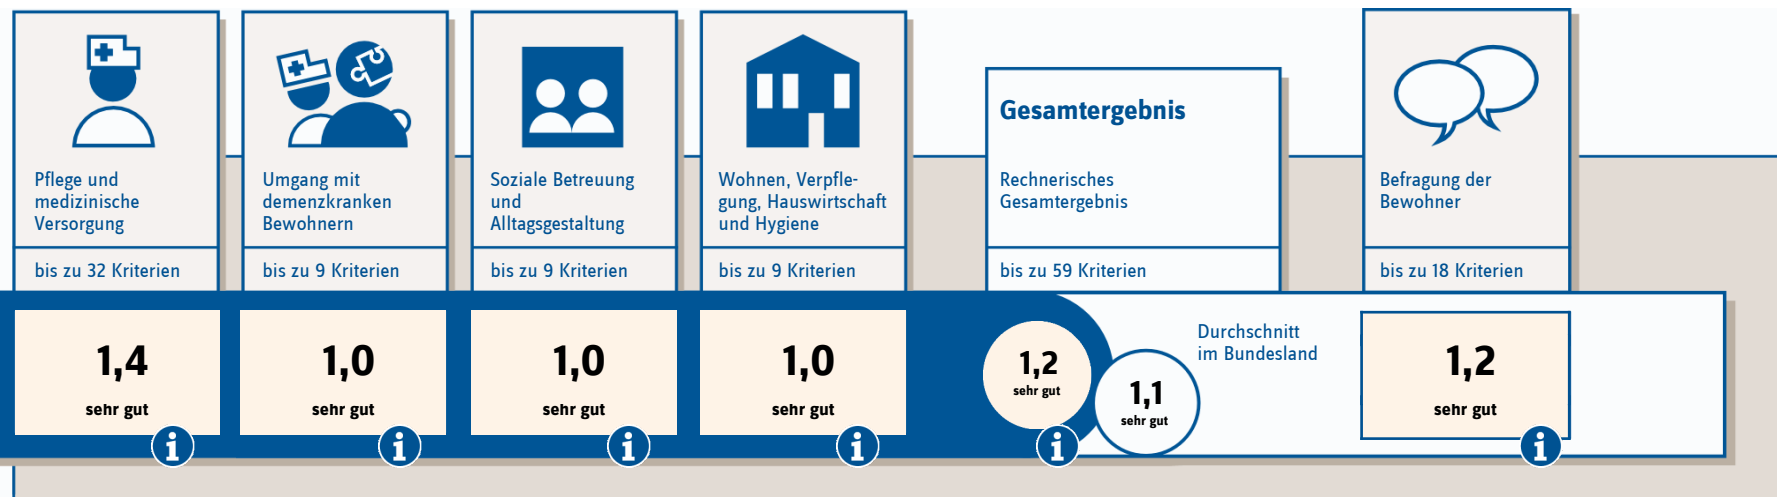 Pflege und
medizinische
Versorgung
bis zu 32 Kriterien
1,4
sehr gut
i
Umgang mit
demenzkranken
Bewohnern
bis zu 9 Kriterien
1,0
sehr gut
i
Soziale Betreuung
und
Alltagsgestaltung
bis zu 9 Kriterien
1,0
sehr gut
i
Wohnen, Verpfle-
gung, Hauswirtschaft
und Hygiene
bis zu 9 Kriterien
1,0
sehr gut
i
Gesamtergebnis
Rechnerisches
Gesamtergebnis
bis zu 59 Kriterien
1,2
sehr gut
i
1,1
sehr gut
Durchschnitt
im Bundesland
Befragung der
Bewohner
bis zu 18 Kriterien
1,2
sehr gut
i